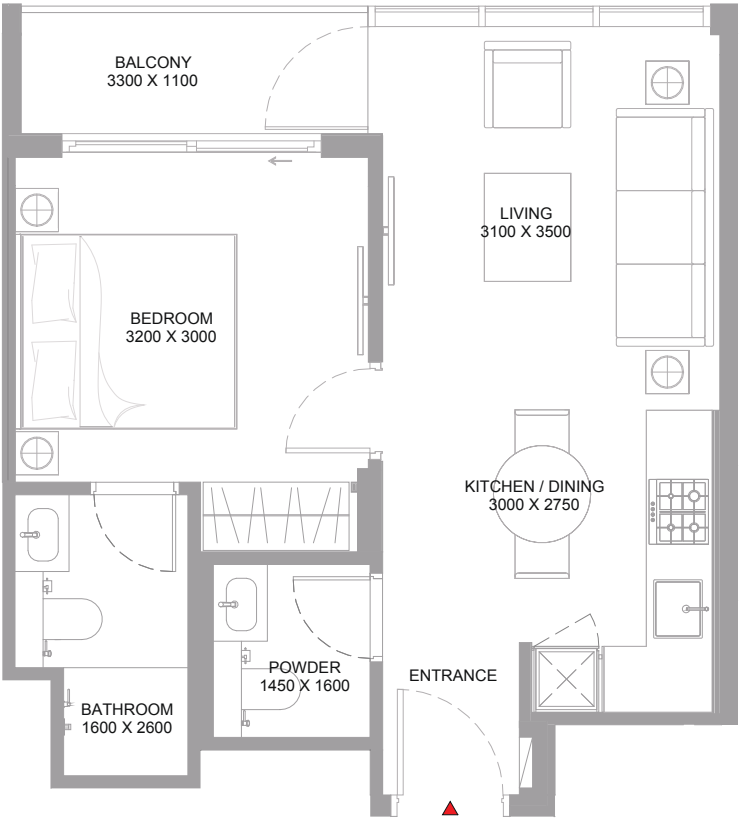 BALCONY
3300 X 1100
LIVING
3100 X 3500
BEDROOM
3200 X 3000
KITCHEN / DINING
3000 X 2750
POWDER
1450 X 1600
ENTRANCE
BATHROOM
1600 X 2600